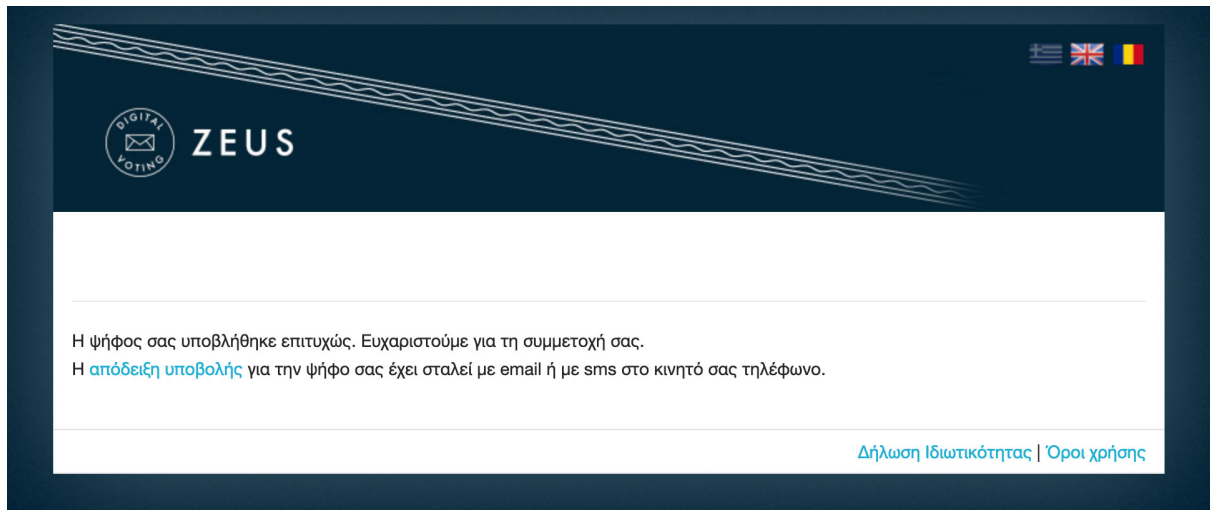 DIGITAL VOTING
ZEUS
Η ψήφος σας υποβλήθηκε επιτυχώς. Ευχαριστούμε για τη συμμετοχή σας.
Η απόδειξη υποβολής για την ψήφο σας έχει σταλεί με email ή με sms στο κινητό σας τηλέφωνο.
Δήλωση Ιδιωτικότητας | Όροι χρήσης